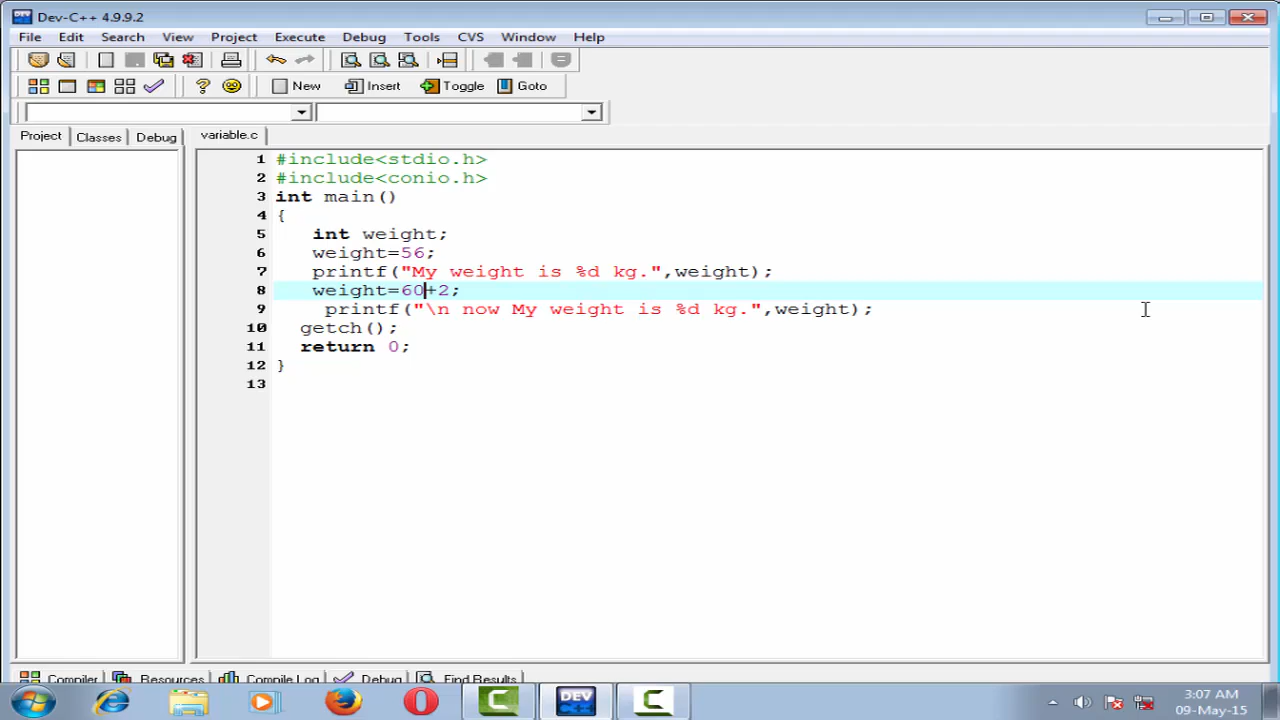 Dev-C++ 4.9.9.2
File Edit Search View Project Execute Debug Tools CVS Window Help
New Insert Toggle Goto
Project Classes Debug variable.c
1 #include<stdio.h>
2 #include<conio.h>
3 int main()
4 {
5 int weight;
6 weight=56;
7 printf("My weight is %d kg.",weight);
8 weight=60+2;
9 printf("\n now My weight is %d kg.",weight);
10 getch();
11 return 0;
12 }
13
Compiler Resources Compile Log Debug Find Results
DEV C++
3:07 AM
09-May-15